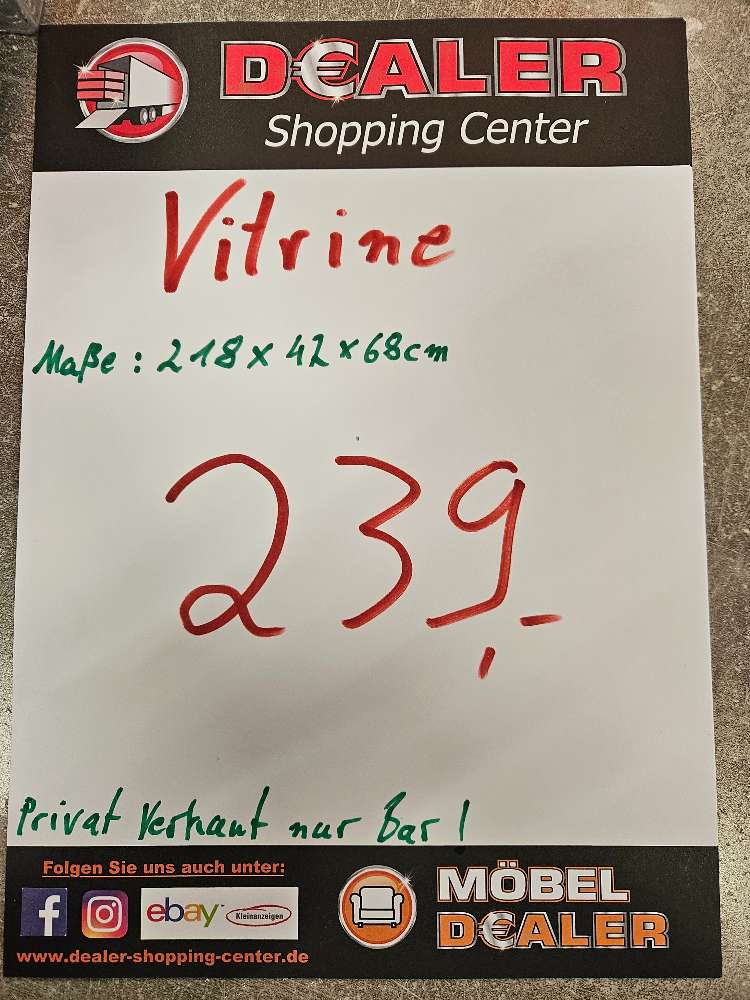 D€ALER
Shopping Center
Vitrine
Maße : 218 x 42 x 68cm
239,-
Privat Verkauf nur Bar !
Folgen Sie uns auch unter:
f ebay Kleinanzeigen
www.dealer-shopping-center.de
MÖBEL
D€ALER